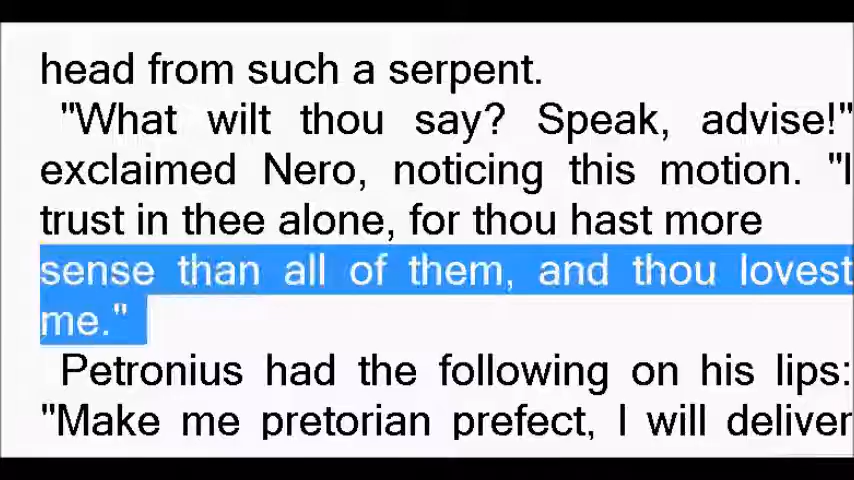 head from such a serpent.
"What wilt thou say? Speak, advise!"
exclaimed Nero, noticing this motion. "I
trust in thee alone, for thou hast more
sense than all of them, and thou lovest
me."
Petronius had the following on his lips:
"Make me pretorian prefect, I will deliver